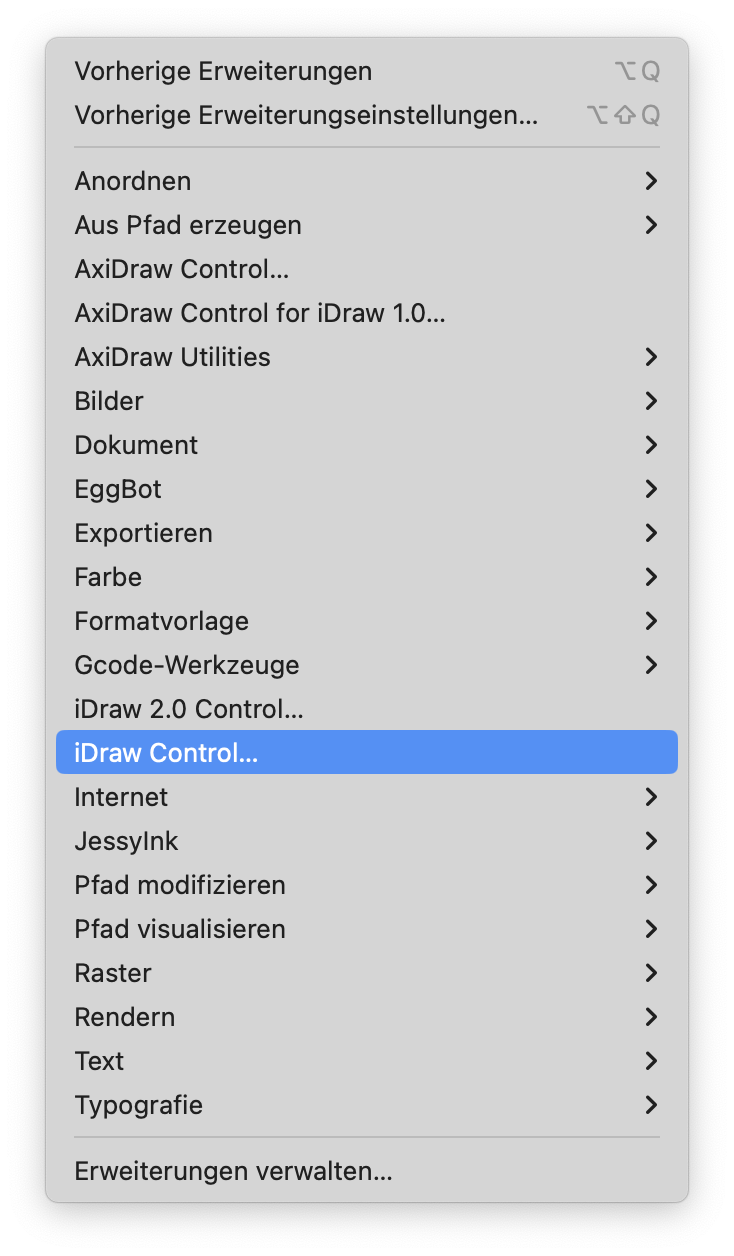 Vorherige Erweiterungen ⌥Q
Vorherige Erweiterungseinstellungen... ⌥⇧Q
Anordnen
Aus Pfad erzeugen
AxiDraw Control...
AxiDraw Control for iDraw 1.0...
AxiDraw Utilities
Bilder
Dokument
EggBot
Exportieren
Farbe
Formatvorlage
Gcode-Werkzeuge
iDraw 2.0 Control...
iDraw Control...
Internet
JessyInk
Pfad modifizieren
Pfad visualisieren
Raster
Rendern
Text
Typografie
Erweiterungen verwalten...